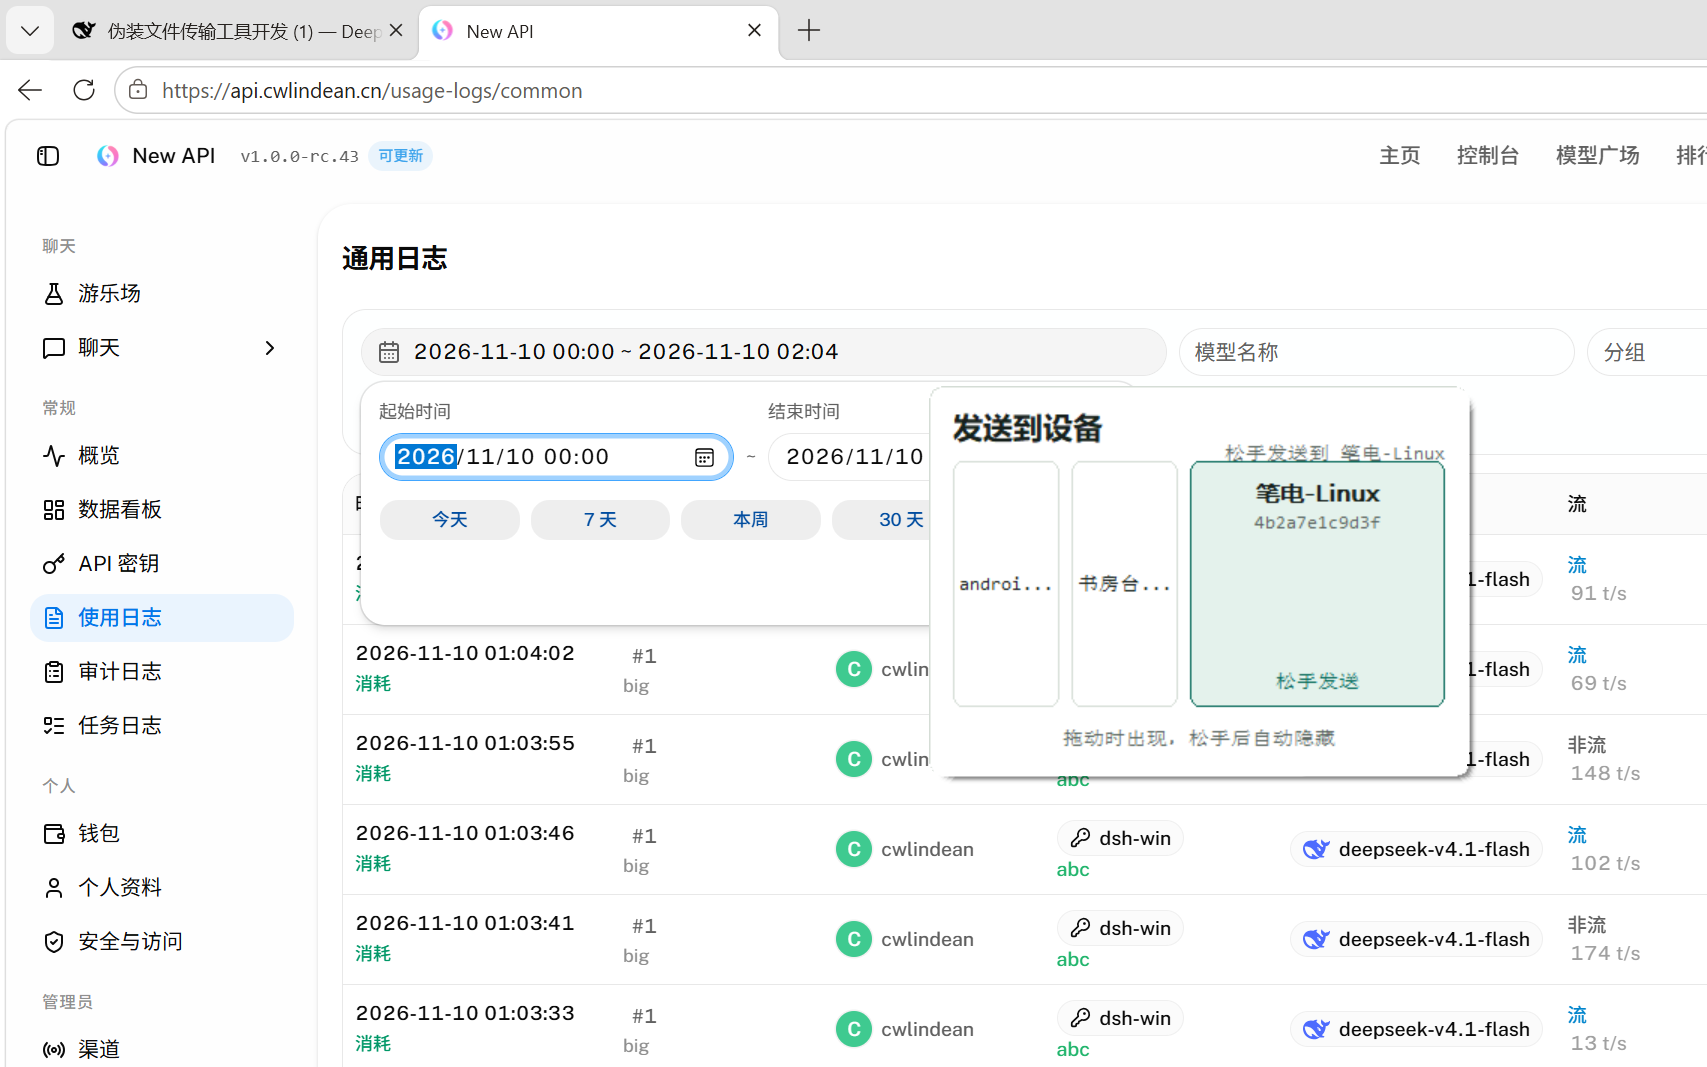 伪装文件传输工具开发 (1) — Deep
New API
https://api.cwlindean.cn/usage-logs/common
New API v1.0.0-rc.43 可更新
主页 控制台 模型广场 排行
聊天
游乐场
聊天
常规
概览
数据看板
API 密钥
使用日志
审计日志
任务日志
个人
钱包
个人资料
安全与访问
管理员
渠道
通用日志
2026-11-10 00:00 ~ 2026-11-10 02:04
模型名称
分组
起始时间
结束时间
2026/11/10 00:00
~
2026/11/10
今天 7 天 本周 30 天
发送到设备
松手发送到 笔电-Linux
androi...
书房台...
笔电-Linux
4b2a7e1c9d3f
松手发送
拖动时出现，松手后自动隐藏
流
1-flash 流
91 t/s
2026-11-10 01:04:02 #1 C cwlin 1-flash 流
消耗 big 69 t/s
2026-11-10 01:03:55 #1 C cwlin 1-flash 非流
消耗 big abc 148 t/s
2026-11-10 01:03:46 #1 C cwlindean dsh-win deepseek-v4.1-flash 流
消耗 big abc 102 t/s
2026-11-10 01:03:41 #1 C cwlindean dsh-win deepseek-v4.1-flash 非流
消耗 big abc 174 t/s
2026-11-10 01:03:33 #1 C cwlindean dsh-win deepseek-v4.1-flash 流
消耗 big abc 13 t/s